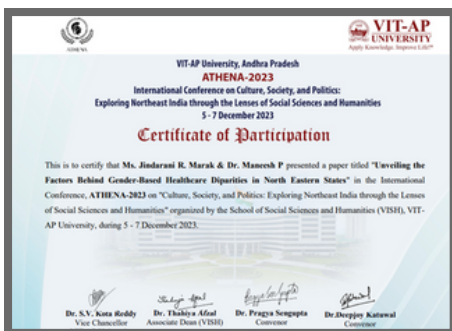 ATHENA
VIT-AP
UNIVERSITY
Apply Knowledge. Improve Life!®
VIT-AP University, Andhra Pradesh
ATHENA-2023
International Conference on Culture, Society, and Politics:
Exploring Northeast India through the Lenses of Social Sciences and Humanities
5 - 7 December 2023
Certificate of Participation
This is to certify that Ms. Jindarani R. Marak & Dr. Maneesh P presented a paper titled "Unveiling the
Factors Behind Gender-Based Healthcare Diparities in North Eastern States" in the International
Conference, ATHENA-2023 on "Culture, Society, and Politics: Exploring Northeast India through the Lenses
of Social Sciences and Humanities" organized by the School of Social Sciences and Humanities (VISH), VIT-
AP University, during 5 - 7 December 2023.
Dr. S.V. Kota Reddy
Vice Chancellor
Dr. Thahiya Afzal
Associate Dean (VISH)
Dr. Pragya Sengupta
Convenor
Dr.Deepjoy Katuwal
Convenor